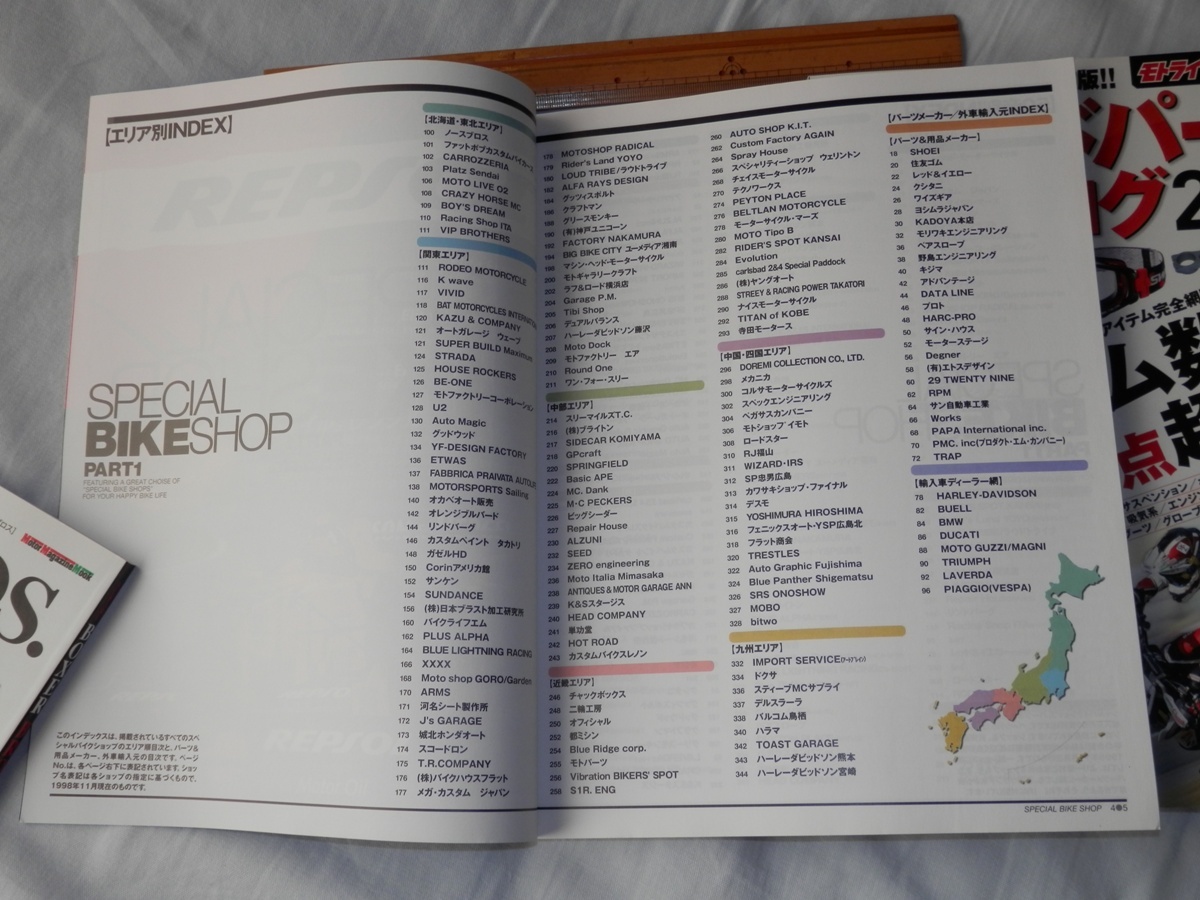 [エリア別INDEX]
SPECIAL
BIKESHOP
PART1
FEATURING A GREAT CHOISE OF
"SPECIAL BIKE SHOPS"
FOR YOUR HAPPY BIKE LIFE
このインデックスは、掲載されているすべてのスペ
シャルバイクショップのエリア順目次と、パーツ&
用品メーカー、外車輸入元の目次です。ページ
No.は、各ページ右下に表記されています。ショッ
プ名表記は各ショップの指定に基づくもので、
1998年11月現在のものです。
[北海道・東北エリア]
100 ノースプロス
101 ファットボブカスタムバイク
102 CARROZZERIA
103 Platz Sendai
106 MOTO LIVE O2
108 CRAZY HORSE MC
109 BOY'S DREAM
110 Racing Shop ITA
111 VIP BROTHERS
[関東エリア]
111 RODEO MOTORCYCLE
116 K wave
117 VIVID
118 BAT MOTORCYCLES
120 KAZU & COMPANY
121 オートガレージ ウェーブ
121 SUPER BUILD Maximum
124 STRADA
125 HOUSE ROCKERS
126 BE-ONE
127 モトファクトリーコーポレーション
128 U2
130 Auto Magic
132 グッドウッド
134 YF-DESIGN FACTORY
136 ETWAS
137 FABBRICA PRAIVATA
138 MOTORSPORTS Sailing
140 オカベオート販売
142 オレンジブルバード
144 リンドバーグ
146 カスタムペイント タカトリ
148 ガゼルHD
150 Corinアメリカ館
152 サンケン
154 SUNDANCE
156 (株)日本プラスト加工研究所
160 バイクライフエム
162 PLUS ALPHA
164 BLUE LIGHTNING RACING
166 XXXX
168 Moto shop GORO/Garden
170 ARMS
171 河名シート製作所
172 J's GARAGE
173 城北ホンダオート
174 スコードロン
175 T.R.COMPANY
176 (株)バイクハウスフラット
177 メガ・カスタム ジャパン
178 MOTOSHOP RADICAL
179 Rider's Land YOYO
180 LOUD TRIBE/ラウドトライブ
182 ALFA RAYS DESIGN
184 グッツィスポルト
186 クラフトマン
188 グリースモンキー
190 (有)神戸ユニコーン
192 FACTORY NAKAMURA
194 BIG BIKE CITY ユーメディア湘南
198 マシン・ヘッド・モーターサイクル
200 モトギャラリークラフト
202 ラフ&ロード横浜店
204 Garage P.M.
205 Tibi Shop
206 デュアルバランス
207 ハーレーダビッドソン藤沢
208 Moto Dock
209 モトファクトリー エア
210 Round One
211 ワン・フォー・スリー
[中部エリア]
214 スリーマイルズT.C.
216 (株)ブライトン
217 SIDECAR KOMIYAMA
218 GPcraft
220 SPRINGFIELD
222 Basic APE
224 MC. Dank
225 M・C PECKERS
226 ビッグシーダー
227 Repair House
230 ALZUNI
232 SEED
234 ZERO engineering
236 Moto Italia Mimasaka
238 ANTIQUES & MOTOR GARAGE ANN
239 K&Sスタージス
240 HEAD COMPANY
241 単功堂
242 HOT ROAD
243 カスタムバイクスレノン
[近畿エリア]
246 チャックボックス
248 二輪工房
250 オフィシャル
252 都ミシン
254 Blue Ridge corp.
255 モトパーツ
256 Vibration BIKERS' SPOT
258 S1R. ENG
260 AUTO SHOP K.I.T.
262 Custom Factory AGAIN
264 Spray House
266 スペシャリティーショップ ウェリントン
268 チェイスモーターサイクル
270 テクノワークス
274 PEYTON PLACE
276 BELTLAN MOTORCYCLE
278 モーターサイクル・マーズ
280 MOTO Tipo B
282 RIDER'S SPOT KANSAI
284 Evolution
285 carlsbad 2&4 Special Paddock
286 (株)ヤングオート
288 STREEY & RACING POWER TAKATORI
290 ナイスモーターサイクル
292 TITAN of KOBE
293 寺田モータース
[中国・四国エリア]
296 DOREMI COLLECTION CO., LTD.
298 メカニカ
300 コルサモーターサイクルズ
302 スペックエンジニアリング
304 ペガサスカンパニー
306 モトショップイモト
308 ロードスター
310 RJ福山
311 WIZARD・IRS
312 SP忠男広島
313 カワサキショップ・ファイナル
314 デスモ
315 YOSHIMURA HIROSHIMA
316 フェニックスオート・YSP広島北
318 フラット商会
320 TRESTLES
322 Auto Graphic Fujishima
324 Blue Panther Shigematsu
326 SRS ONOSHOW
327 MOBO
328 bitwo
[九州エリア]
332 IMPORT SERVICE
334 ドクサ
336 スティーブMCサプライ
337 デルスラーラ
338 バルコム鳥栖
340 ハラマ
342 TOAST GARAGE
343 ハーレーダビッドソン熊本
344 ハーレーダビッドソン宮崎
[パーツメーカー/外車輸入元INDEX]
[パーツ&用品メーカー]
18 SHOEI
20 住友ゴム
22 レッド&イエロー
24 クシタニ
26 ワイズギア
28 ヨシムラジャパン
30 KADOYA本店
32 モリワキエンジニアリング
36 ベアスロープ
38 野島エンジニアリング
40 キジマ
42 アドバンテージ
44 DATA LINE
46 プロト
48 HARC-PRO
50 サイン・ハウス
52 モーターステージ
56 Degner
58 (有)エトスデザイン
60 29 TWENTY NINE
62 RPM
64 サン自動車工業
66 Works
68 PAPA International inc.
70 PMC. inc(プロダクト・エム・カンパニー)
72 TRAP
[輸入車ディーラー網]
78 HARLEY-DAVIDSON
82 BUELL
84 BMW
86 DUCATI
88 MOTO GUZZI/MAGNI
90 TRIUMPH
92 LAVERDA
96 PIAGGIO(VESPA)
SPECIAL BIKE SHOP 4●5
Motor Magazine Mook
S.
版!!
モトライ
パー
グ2
アイテム完全網
ム数
点